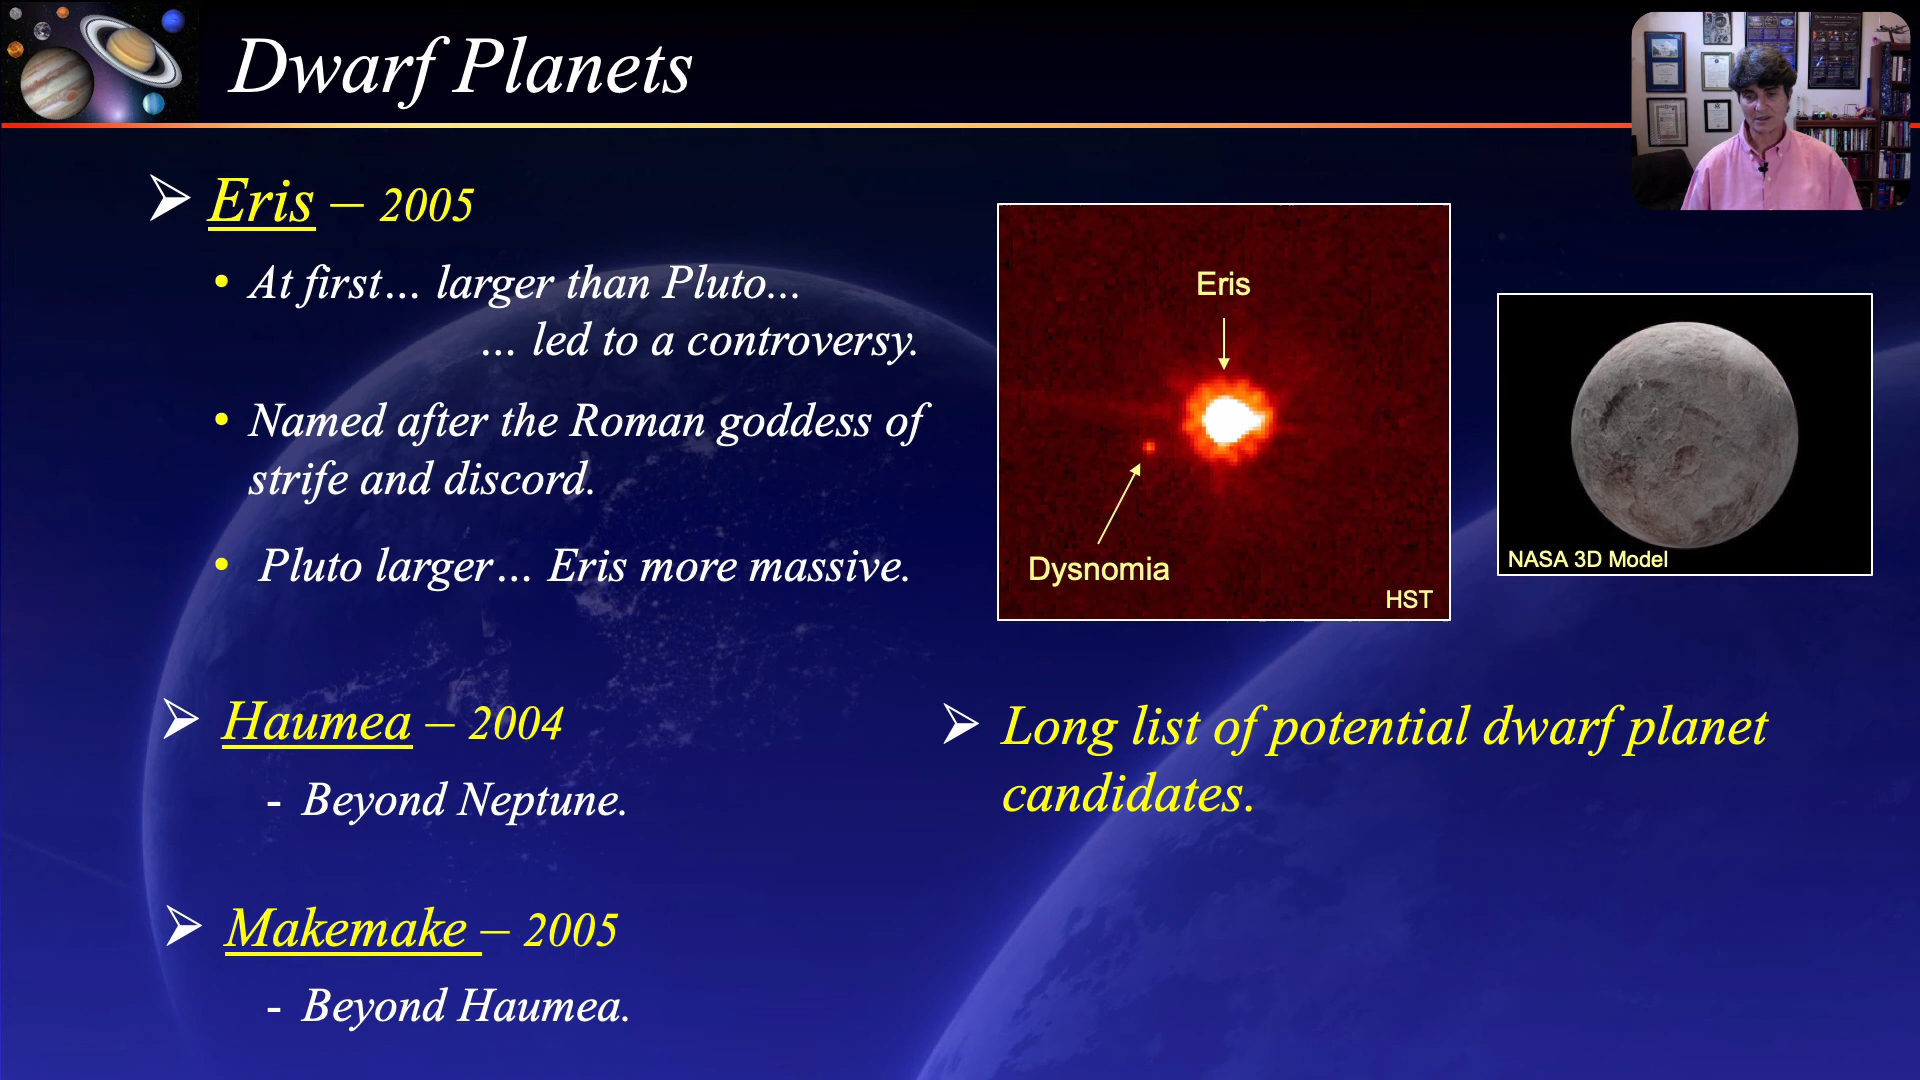 Dwarf Planets
➢ Eris – 2005
• At first… larger than Pluto…
… led to a controversy.
• Named after the Roman goddess of
strife and discord.
• Pluto larger… Eris more massive.
Eris
Dysnomia
HST
NASA 3D Model
➢ Haumea – 2004
- Beyond Neptune.
➢ Makemake – 2005
- Beyond Haumea.
➢ Long list of potential dwarf planet
candidates.